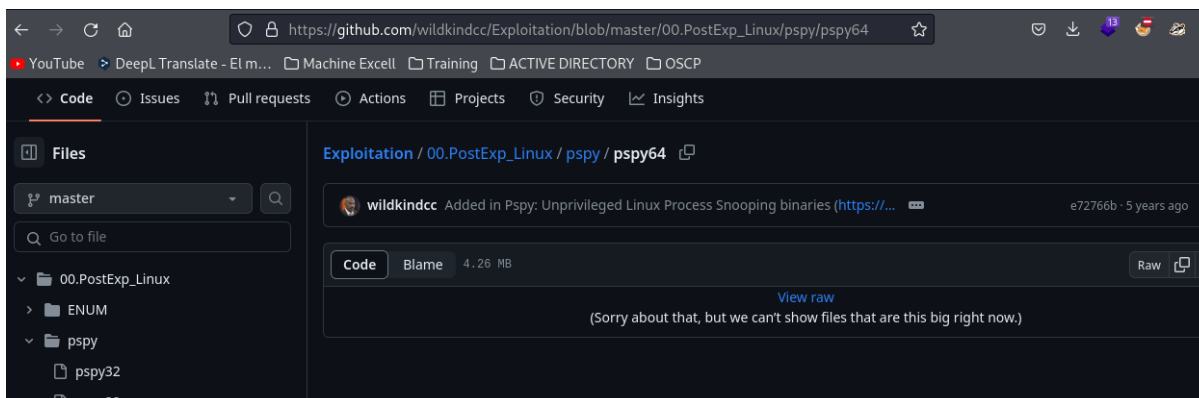 https://github.com/wildkindcc/Exploitation/blob/master/00.PostExp_Linux/pspy/pspy64
13
YouTube DeepL Translate - El m... Machine Excell Training ACTIVE DIRECTORY OSCP
Code Issues Pull requests Actions Projects Security Insights
Files
master
Go to file
00.PostExp_Linux
ENUM
pspy
pspy32
Exploitation / 00.PostExp_Linux / pspy / pspy64
wildkindcc Added in Pspy: Unprivileged Linux Process Snooping binaries (https://... e72766b · 5 years ago
Code Blame 4.26 MB Raw
View raw
(Sorry about that, but we can't show files that are this big right now.)